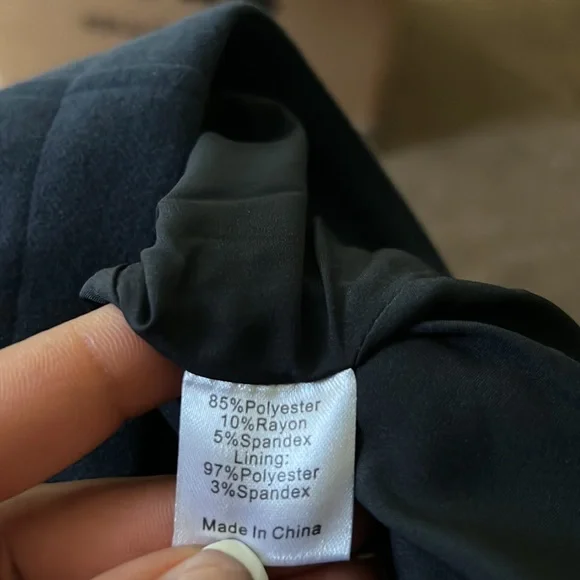 85%Polyester
10%Rayon
5%Spandex
Lining:
97%Polyester
3%Spandex
Made In China